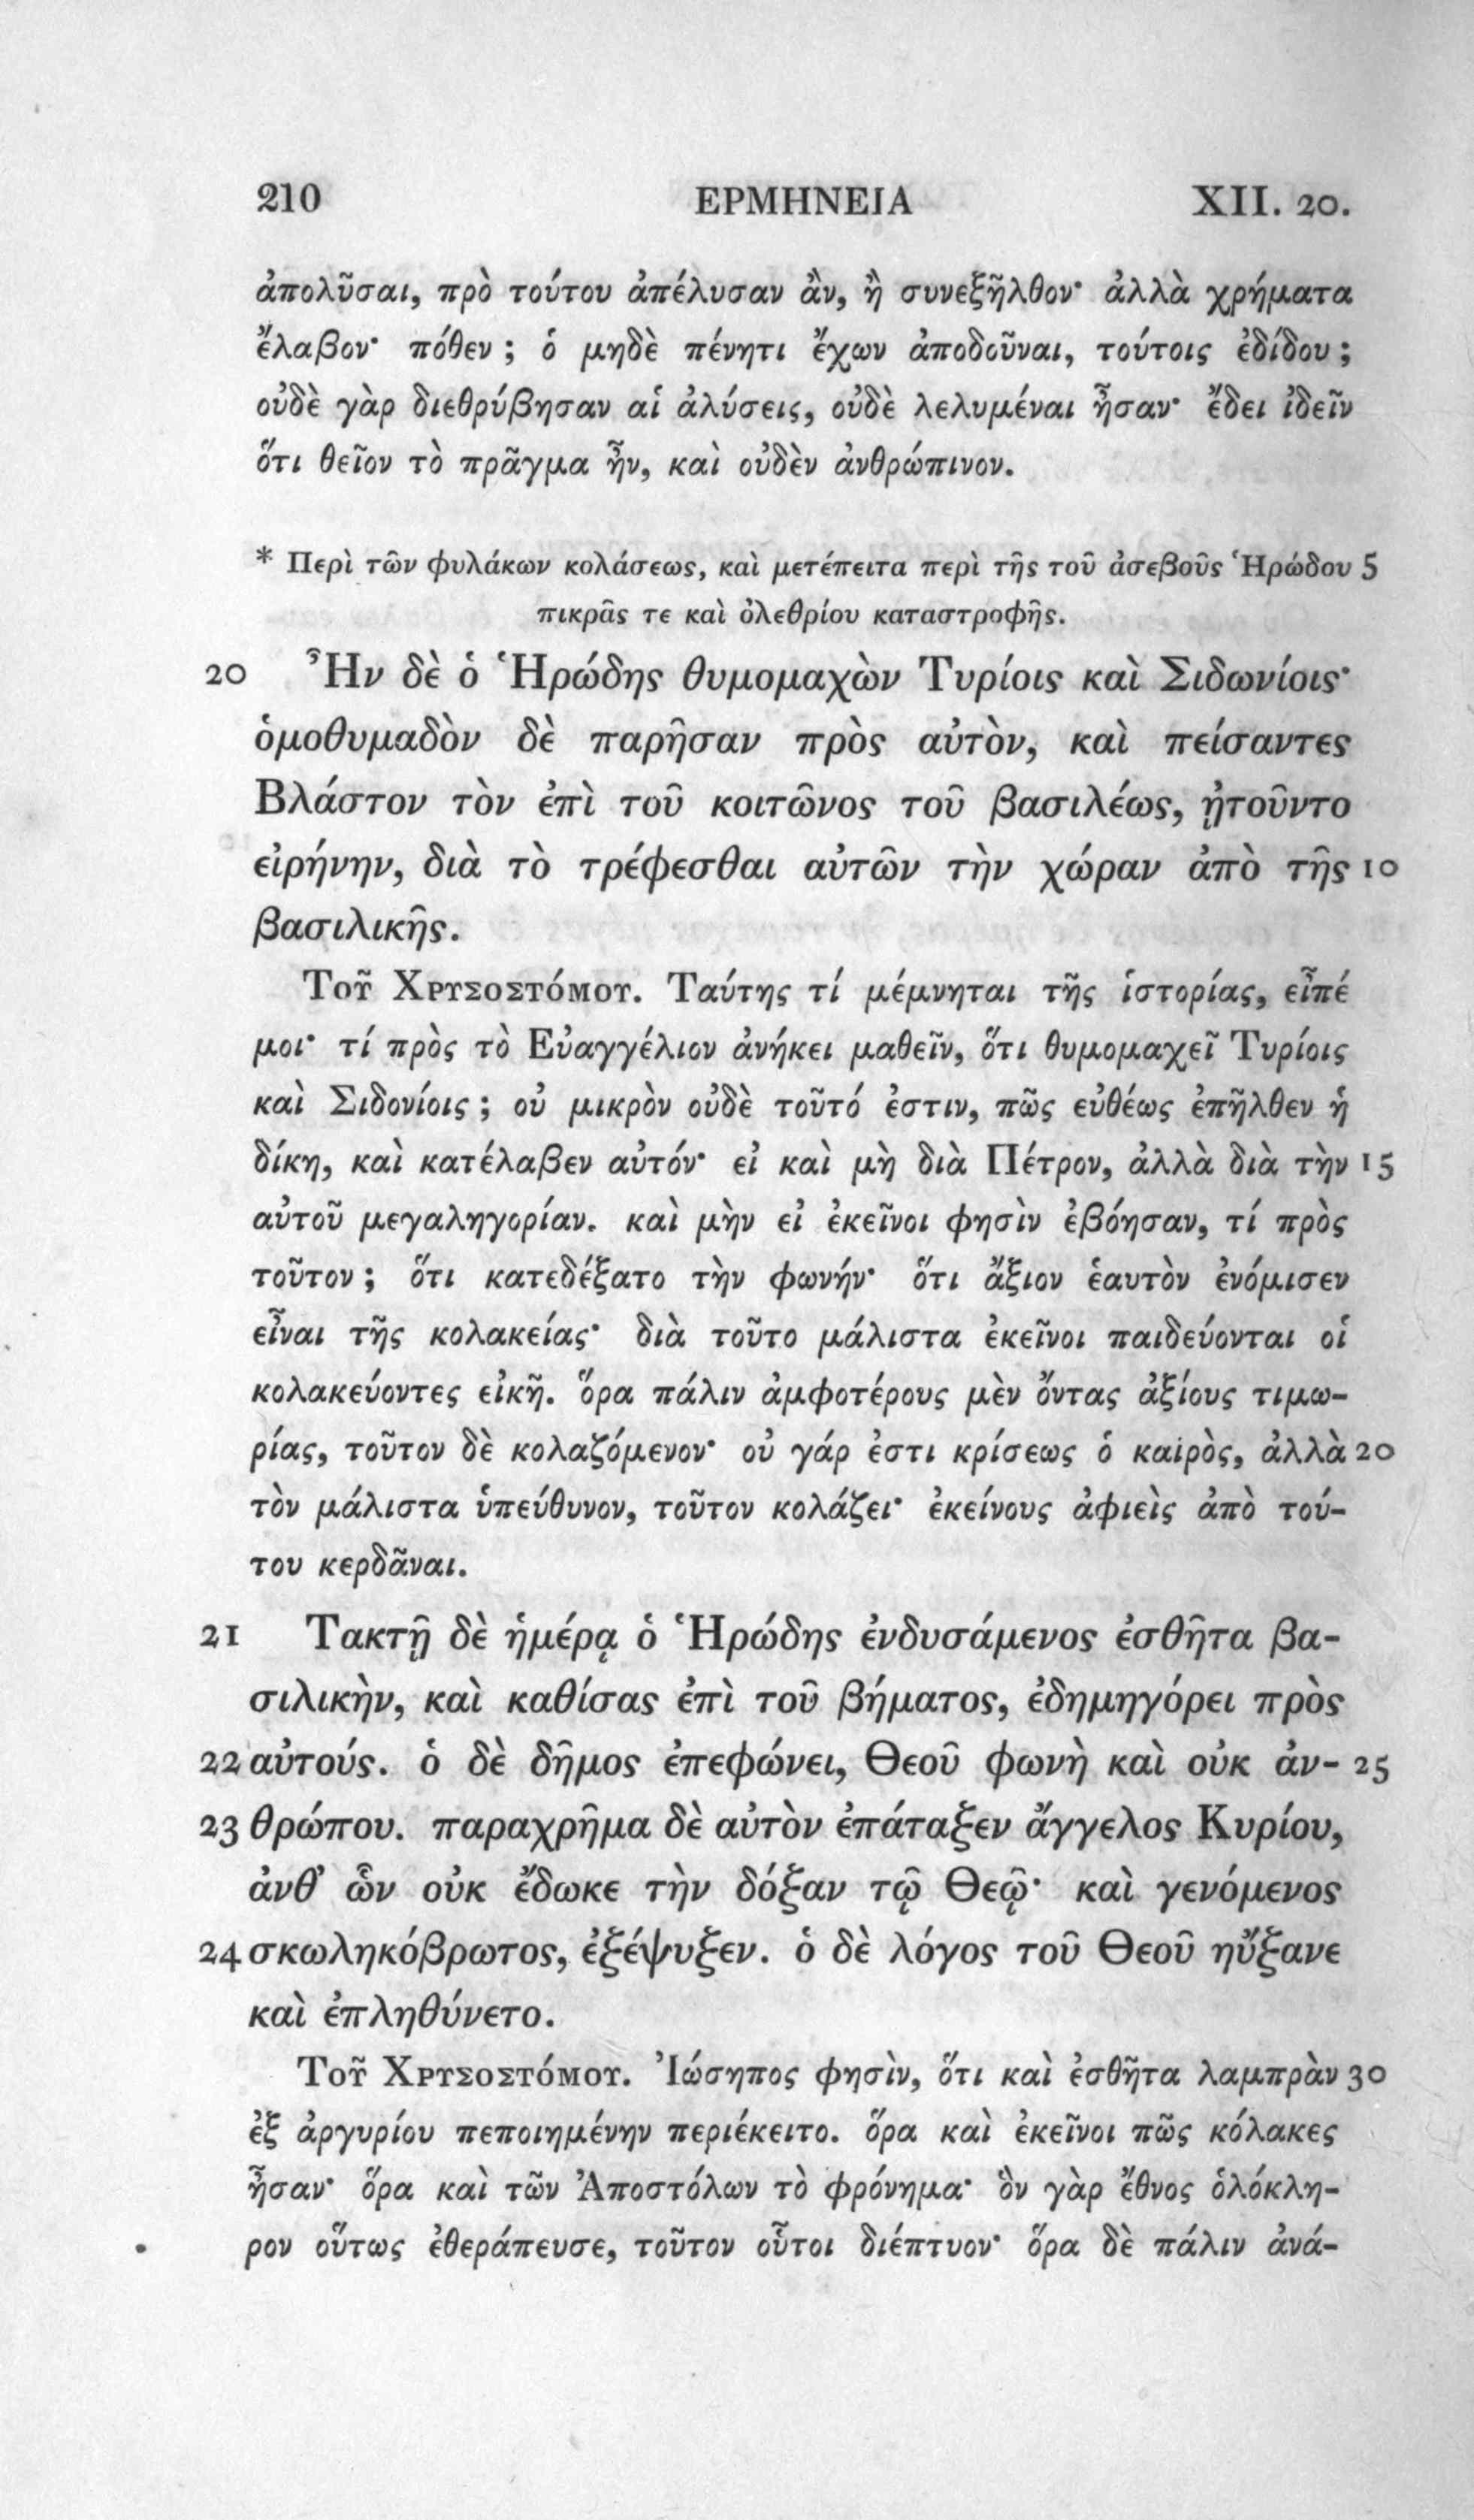 210 ΕΡΜΗΝΕΙΑ XII. 20.
ἀπολῦσαι, πρὸ τούτου ἀπέλυσαν ἂν, ἢ συνεξῆλθον· ἀλλὰ χρήματα
ἔλαβον· πόθεν ; ὁ μηδὲ πένητι ἔχων ἀποδοῦναι, τούτοις ἐδίδου ;
οὐδὲ γὰρ διεθρύβησαν αἱ ἁλύσεις, οὐδὲ λελυμέναι ἦσαν· ἔδει ἰδεῖν
ὅτι θεῖον τὸ πρᾶγμα ἦν, καὶ οὐδὲν ἀνθρώπινον.
* Περὶ τῶν φυλάκων κολάσεως, καὶ μετέπειτα περὶ τῆς τοῦ ἀσεβοῦς Ἡρώδου 5
πικρᾶς τε καὶ ὀλεθρίου καταστροφῆς.
20 Ἦν δὲ ὁ Ἡρώδης θυμομαχὼν Τυρίοις καὶ Σιδωνίοις·
ὁμοθυμαδὸν δὲ παρῆσαν πρὸς αὐτὸν, καὶ πείσαντες
Βλάστον τὸν ἐπὶ τοῦ κοιτῶνος τοῦ βασιλέως, ᾐτοῦντο
εἰρήνην, διὰ τὸ τρέφεσθαι αὐτῶν τὴν χώραν ἀπὸ τῆς 10
βασιλικῆς.
Τοῦ Χρυσοστόμου. Ταύτης τί μέμνηται τῆς ἱστορίας, εἶπέ
μοι· τί πρὸς τὸ Εὐαγγέλιον ἀνήκει μαθεῖν, ὅτι θυμομαχεῖ Τυρίοις
καὶ Σιδονίοις ; οὐ μικρὸν οὐδὲ τοῦτό ἐστιν, πῶς εὐθέως ἐπῆλθεν ἡ
δίκη, καὶ κατέλαβεν αὐτόν· εἰ καὶ μὴ διὰ Πέτρον, ἀλλὰ διὰ τὴν 15
αὐτοῦ μεγαληγορίαν. καὶ μὴν εἰ ἐκεῖνοι φησὶν ἐβόησαν, τί πρὸς
τοῦτον ; ὅτι κατεδέξατο τὴν φωνήν· ὅτι ἄξιον ἑαυτὸν ἐνόμισεν
εἶναι τῆς κολακείας· διὰ τοῦτο μάλιστα ἐκεῖνοι παιδεύονται οἱ
κολακεύοντες εἰκῆ. ὅρα πάλιν ἀμφοτέρους μὲν ὄντας ἀξίους τιμω-
ρίας, τοῦτον δὲ κολαζόμενον· οὐ γάρ ἐστι κρίσεως ὁ καιρὸς, ἀλλὰ 20
τὸν μάλιστα ὑπεύθυνον, τοῦτον κολάζει· ἐκείνους ἀφιεὶς ἀπὸ τού-
του κερδᾶναι.
21 Τακτῇ δὲ ἡμέρᾳ ὁ Ἡρώδης ἐνδυσάμενος ἐσθῆτα βα-
σιλικὴν, καὶ καθίσας ἐπὶ τοῦ βήματος, ἐδημηγόρει πρὸς
22 αὐτούς. ὁ δὲ δῆμος ἐπεφώνει, Θεοῦ φωνὴ καὶ οὐκ ἀν- 25
23 θρώπου. παραχρῆμα δὲ αὐτὸν ἐπάταξεν ἄγγελος Κυρίου,
ἀνθ’ ὧν οὐκ ἔδωκε τὴν δόξαν τῷ Θεῷ· καὶ γενόμενος
24 σκωληκόβρωτος, ἐξέψυξεν. ὁ δὲ λόγος τοῦ Θεοῦ ηὔξανε
καὶ ἐπληθύνετο.
Τοῦ Χρυσοστόμου. Ἰώσηπος φησὶν, ὅτι καὶ ἐσθῆτα λαμπρὰν 30
ἐξ ἀργυρίου πεποιημένην περιέκειτο. ὅρα καὶ ἐκεῖνοι πῶς κόλακες
ἦσαν· ὅρα καὶ τῶν Ἀποστόλων τὸ φρόνημα· ὃν γὰρ ἔθνος ὁλόκλη-
ρον οὕτως ἐθεράπευσε, τοῦτον οὗτοι διέπτυον· ὅρα δὲ πάλιν ἀνά-